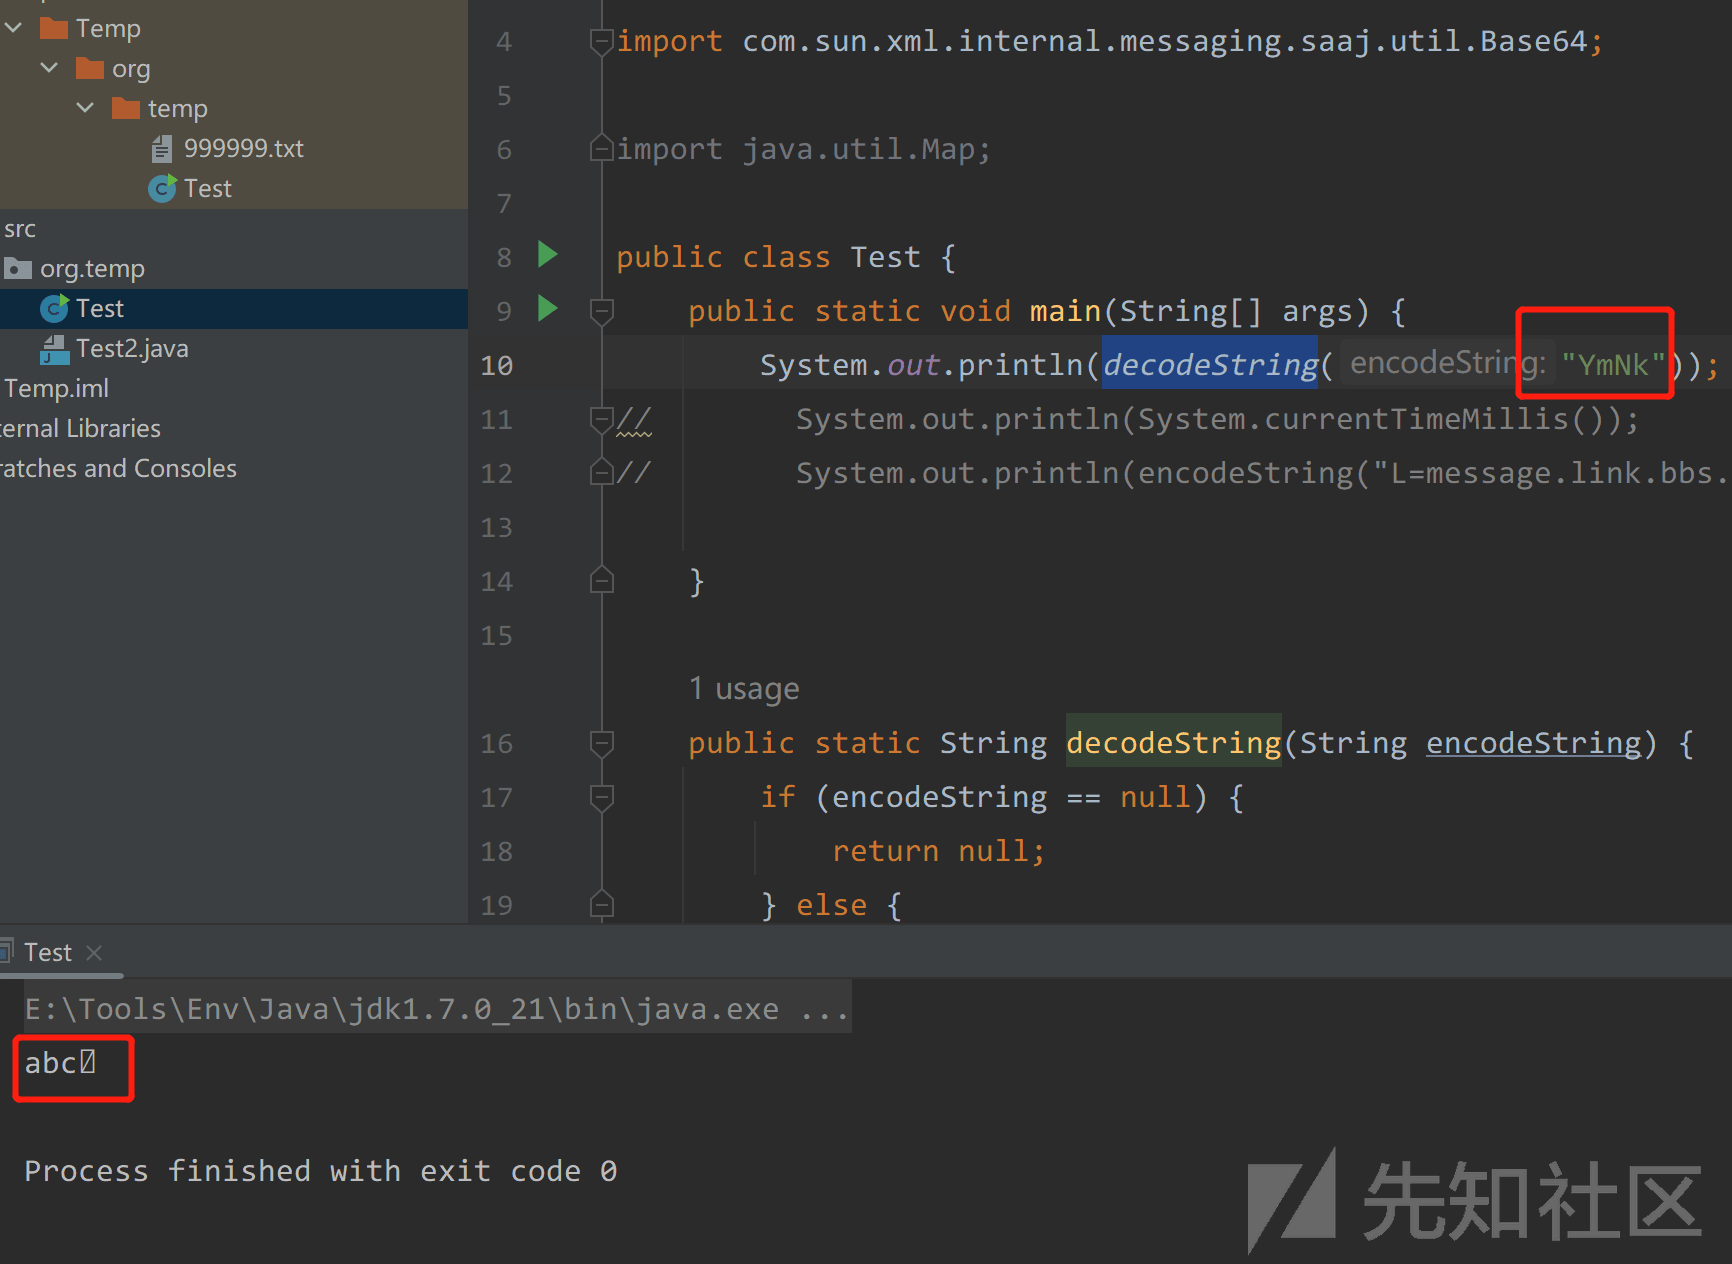 Temp
org
temp
999999.txt
Test
src
org.temp
Test
Test2.java
Temp.iml
ternal Libraries
ratches and Consoles
4 import com.sun.xml.internal.messaging.saaj.util.Base64;
5
6 import java.util.Map;
7
8 public class Test {
9 public static void main(String[] args) {
10 System.out.println(decodeString( encodeString: "YmNk"));
11 // System.out.println(System.currentTimeMillis());
12 // System.out.println(encodeString("L=message.link.bbs.
13
14 }
15
1 usage
16 public static String decodeString(String encodeString) {
17 if (encodeString == null) {
18 return null;
19 } else {
Test
E:\Tools\Env\Java\jdk1.7.0_21\bin\java.exe ...
abc
Process finished with exit code 0
先知社区